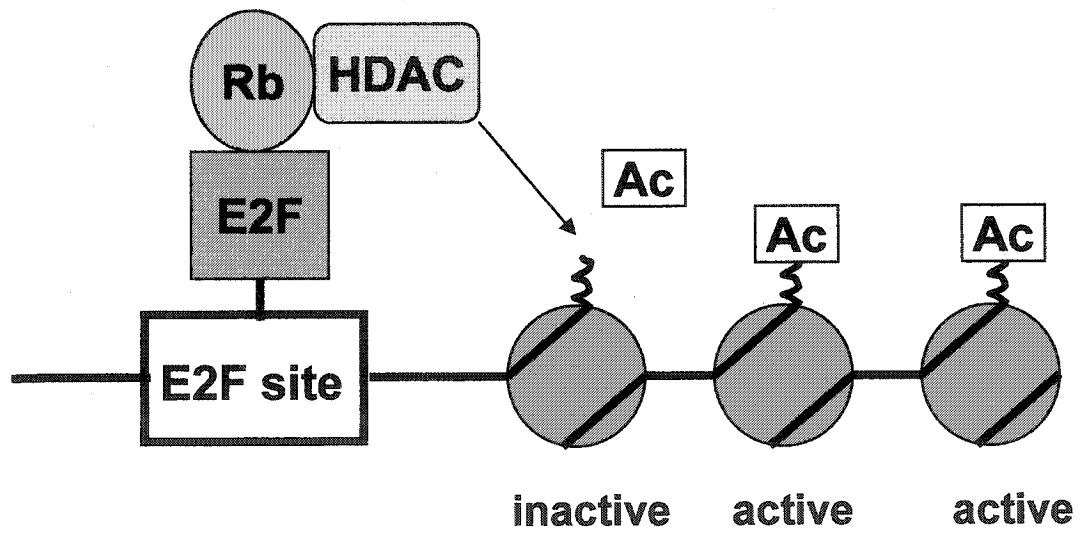 Rb
HDAC
Ac
E2F
Ac
Ac
E2F site
inactive
active
active